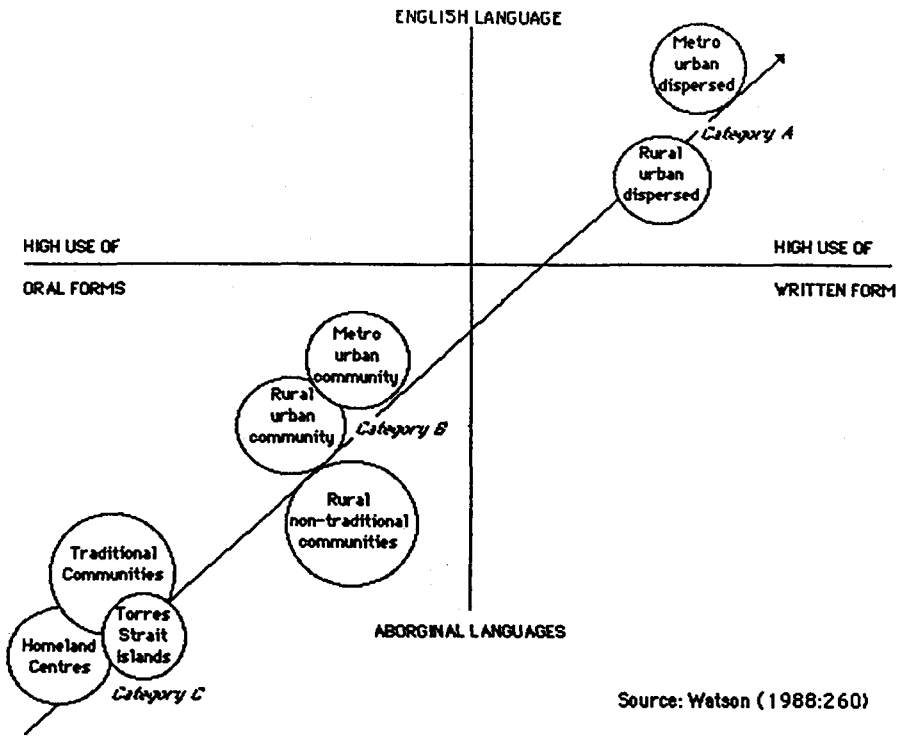 ENGLISH LANGUAGE
Metro
urban
dispersed
Category A
Rural
urban
dispersed
HIGH USE OF
HIGH USE OF
ORAL FORMS
WRITTEN FORM
Metro
urban
community
Rural
urban
community
Category B
Rural
non-traditional
communities
Traditional
Communities
Torres
Strait
islands
Homeland
Centres
ABORGINAL LANGUAGES
Category C
Source: Watson (1988:260)